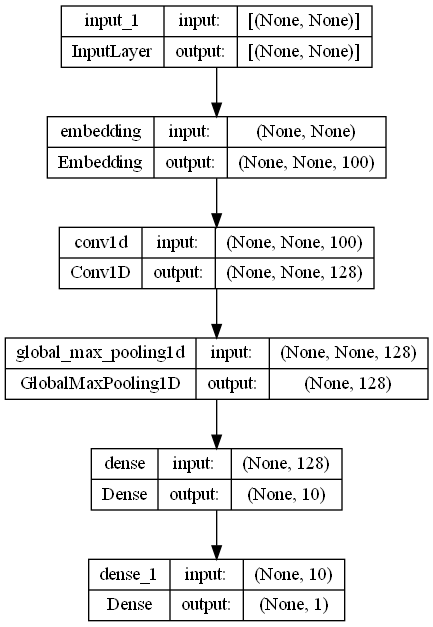 input_1 input: [(None, None)]
InputLayer output: [(None, None)]
embedding input: (None, None)
Embedding output: (None, None, 100)
conv1d input: (None, None, 100)
Conv1D output: (None, None, 128)
global_max_pooling1d input: (None, None, 128)
GlobalMaxPooling1D output: (None, 128)
dense input: (None, 128)
Dense output: (None, 10)
dense_1 input: (None, 10)
Dense output: (None, 1)